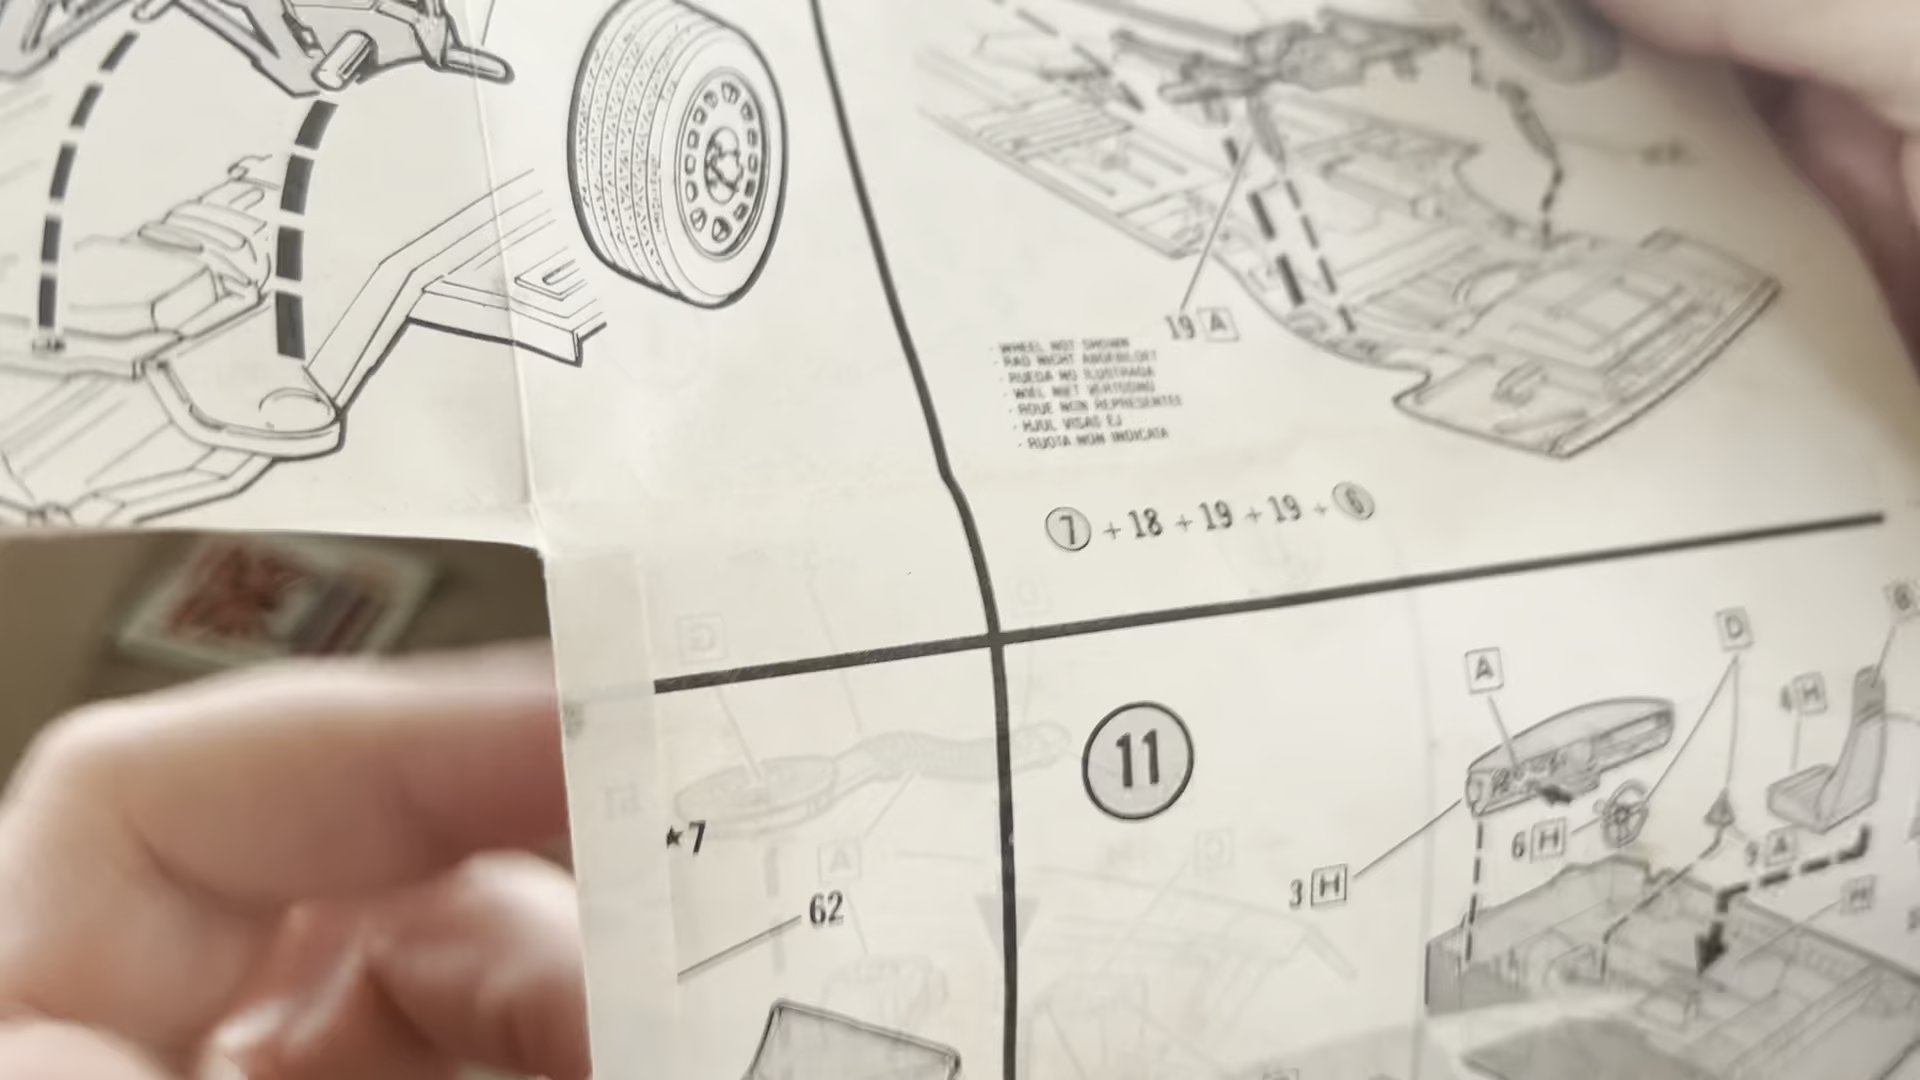 19 A
- WHEEL NOT SHOWN
- RAD NICHT ABGEBILDET
- RUEDA NO ILUSTRADA
- WIEL NIET
- ROUE NON REPRESENTEE
- HJUL VISAS EJ
- RUOTA NON INDICATA
7 + 18 + 19 + 19 + 6
11
A
D
4 H
6 H
9 A
3 H
H
★7
62